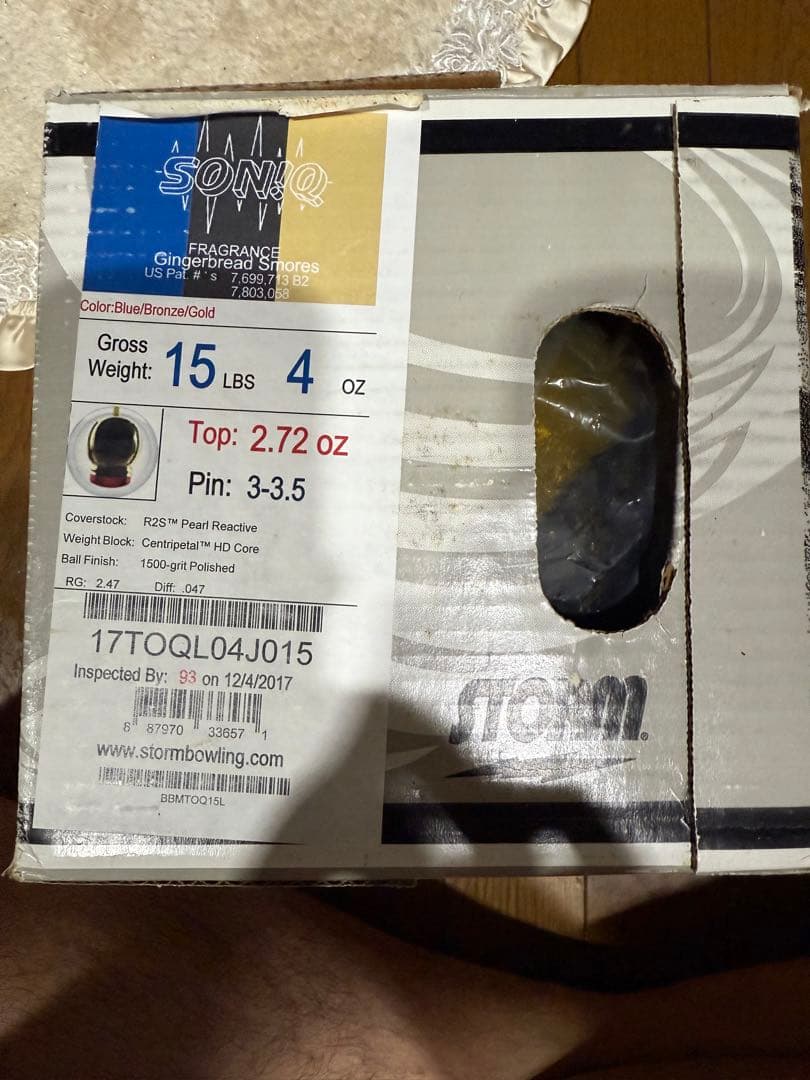 SON!Q
FRAGRANCE
Gingerbread Smores
US Pat. #'s 7,699,713 B2
7,803,058
Color:Blue/Bronze/Gold
Gross Weight: 15 LBS 4 OZ
Top: 2.72 oz
Pin: 3-3.5
Coverstock: R2S™ Pearl Reactive
Weight Block: Centripetal™ HD Core
Ball Finish: 1500-grit Polished
RG: 2.47 Diff: .047
17TOQL04J015
Inspected By: 93 on 12/4/2017
8 87970 33657 1
www.stormbowling.com
BBMTOQ15L
STORM®